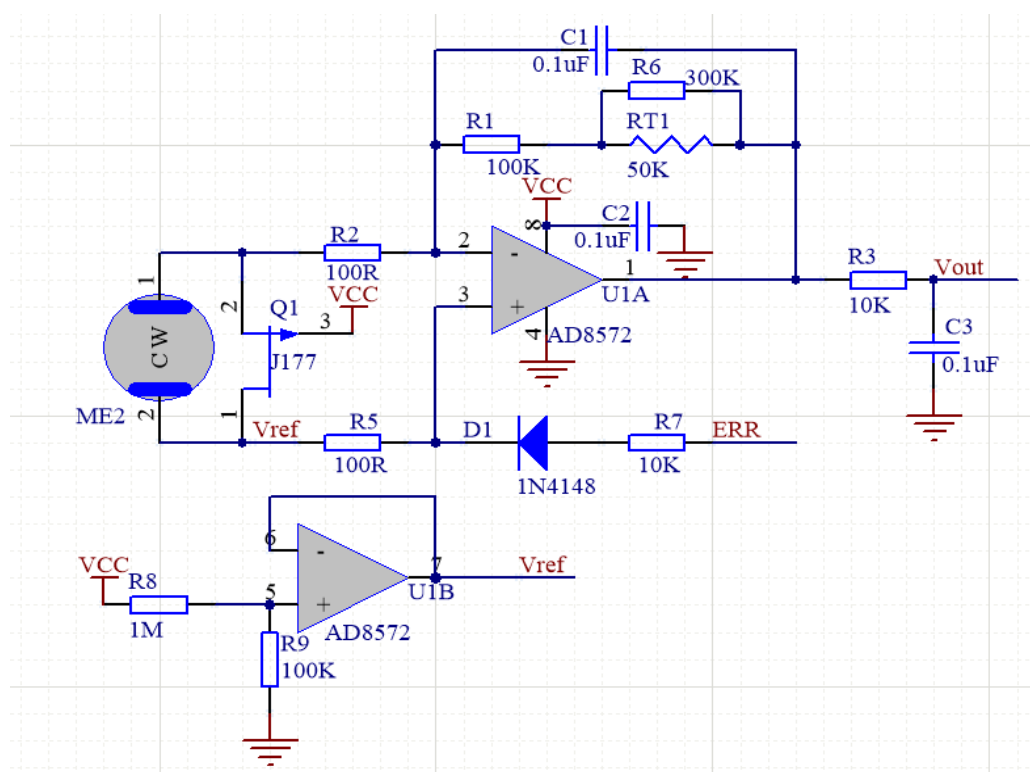 C1
0.1uF
R6
300K
R1
RT1
100K
50K
VCC
8
C2
0.1uF
R2
2
-
100R
1
R3
Vout
1
VCC
3
+
U1A
10K
2
Q1
3
4
AD8572
C3
CW
J177
0.1uF
ME2
2
1
Vref
R5
D1
R7
ERR
100R
10K
1N4148
6
-
VCC
7
Vref
R8
5
+
U1B
1M
AD8572
R9
100K